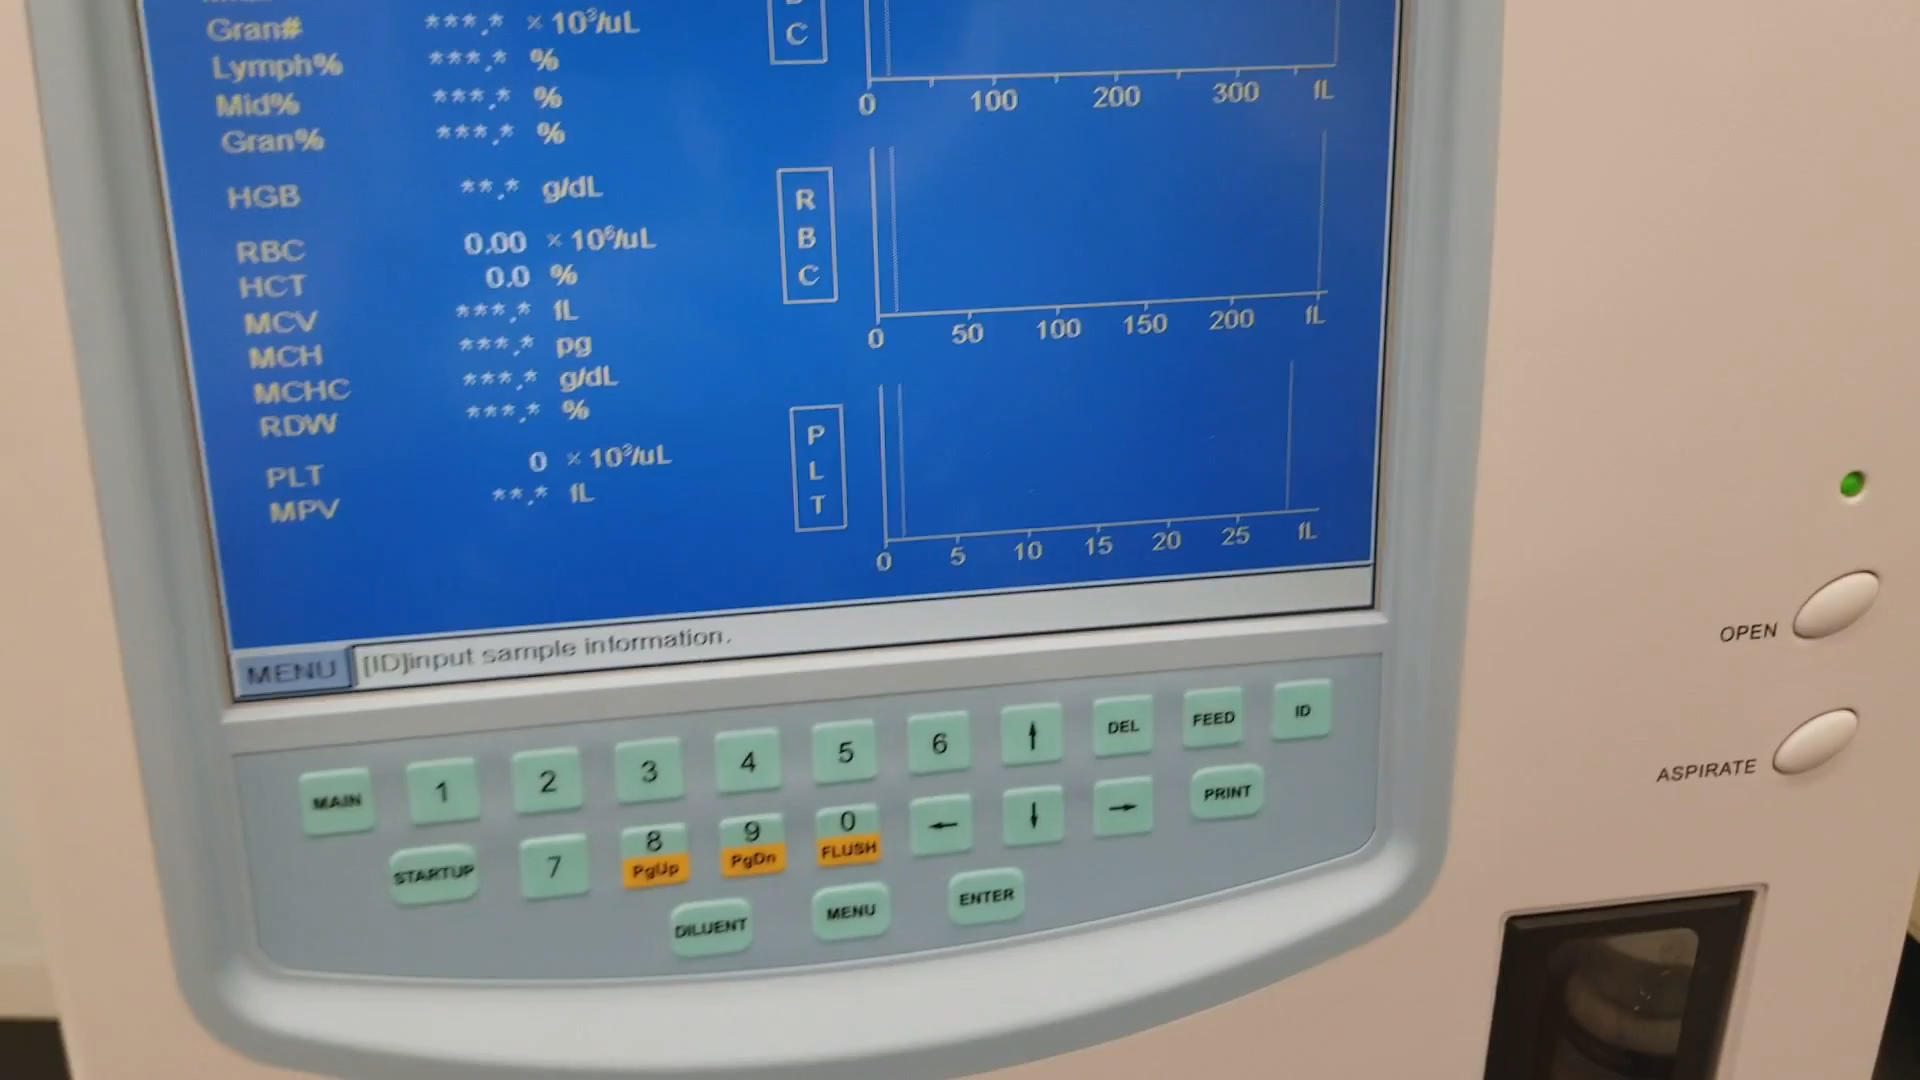 Gran# ***.* × 10³/uL
Lymph% ***.* %
Mid% ***.* %
Gran% ***.* %
HGB **.* g/dL
RBC 0.00 × 10⁶/uL
HCT 0.0 %
MCV ***.* fL
MCH ***.* pg
MCHC ***.* g/dL
RDW ***.* %
PLT 0 × 10³/uL
MPV **.* fL
C
0 100 200 300 fL
RBC
0 50 100 150 200 fL
PLT
0 5 10 15 20 25 fL
MENU [ID]input sample information.
MAIN 1 2 3 4 5 6 ↑ DEL FEED ID
STARTUP 7 8 9 0 ← ↓ → PRINT
PgUp PgDn FLUSH
DILUENT MENU ENTER
OPEN
ASPIRATE